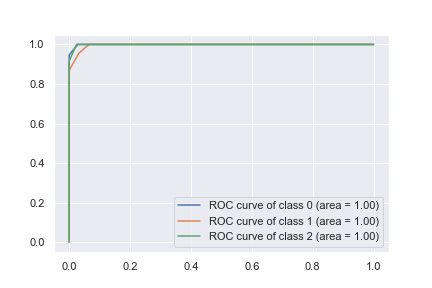 1.0
0.8
0.6
0.4
0.2
0.0
ROC curve of class 0 (area = 1.00)
ROC curve of class 1 (area = 1.00)
ROC curve of class 2 (area = 1.00)
0.0 0.2 0.4 0.6 0.8 1.0